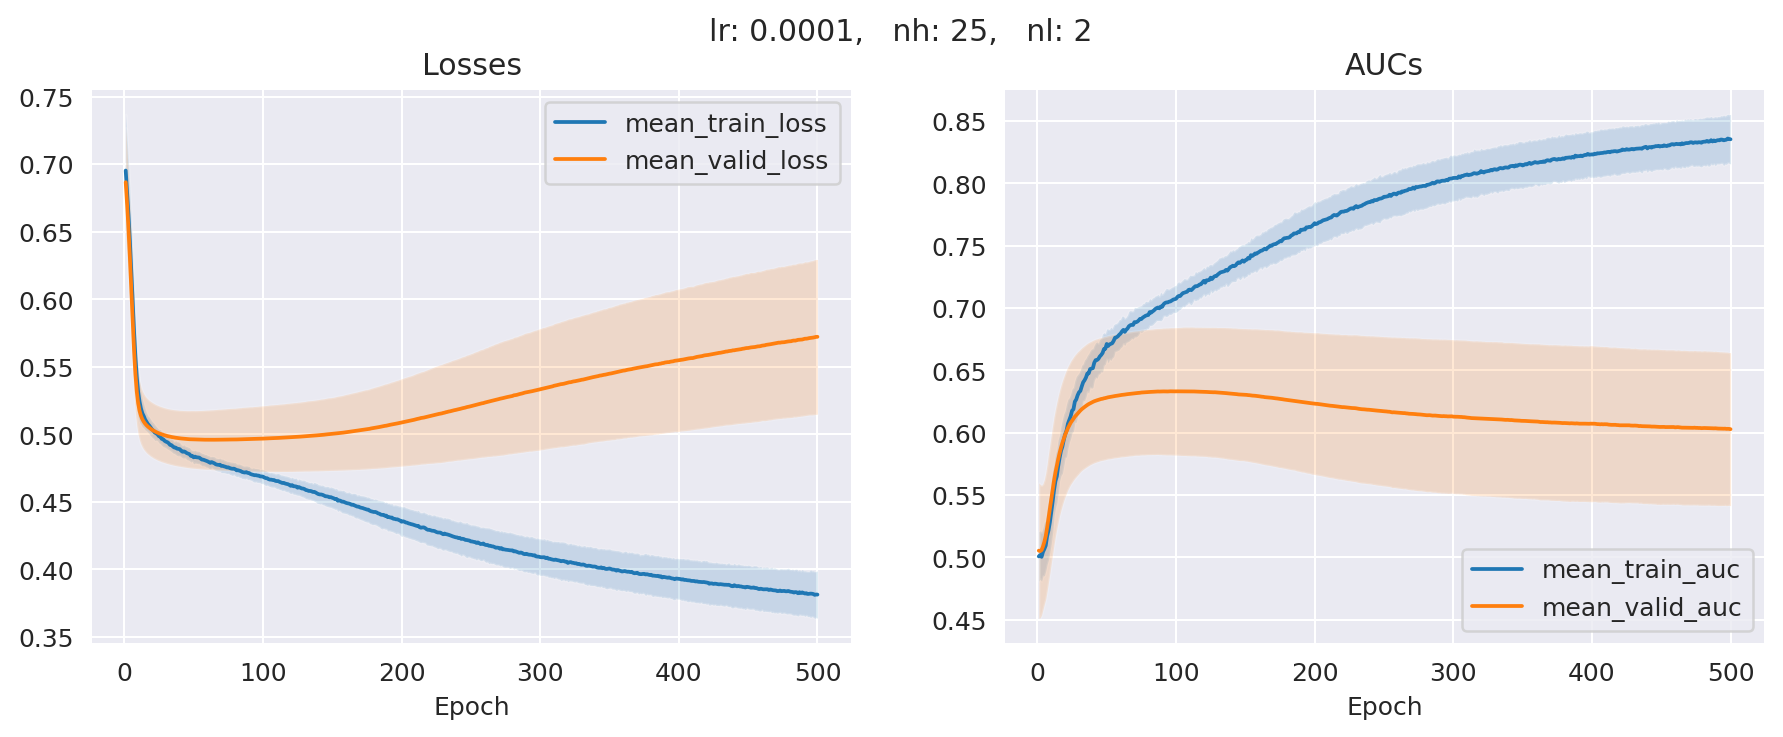 lr: 0.0001,   nh: 25,   nl: 2
Losses
0.75
0.70
0.65
0.60
0.55
0.50
0.45
0.40
0.35
mean_train_loss
mean_valid_loss
0 100 200 300 400 500
Epoch
AUCs
0.85
0.80
0.75
0.70
0.65
0.60
0.55
0.50
0.45
mean_train_auc
mean_valid_auc
0 100 200 300 400 500
Epoch